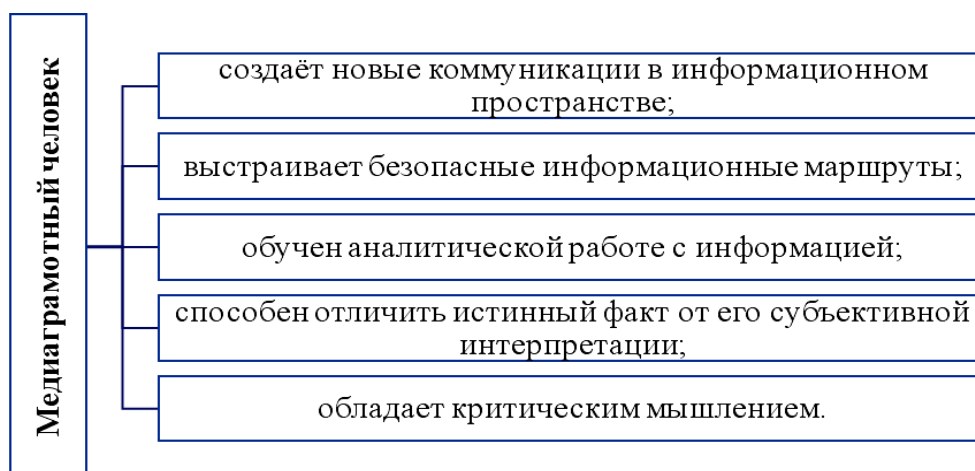 Медиаграмотный человек
создаёт новые коммуникации в информационном
пространстве;
выстраивает безопасные информационные маршруты;
обучен аналитической работе с информацией;
способен отличить истинный факт от его субъективной
интерпретации;
обладает критическим мышлением.